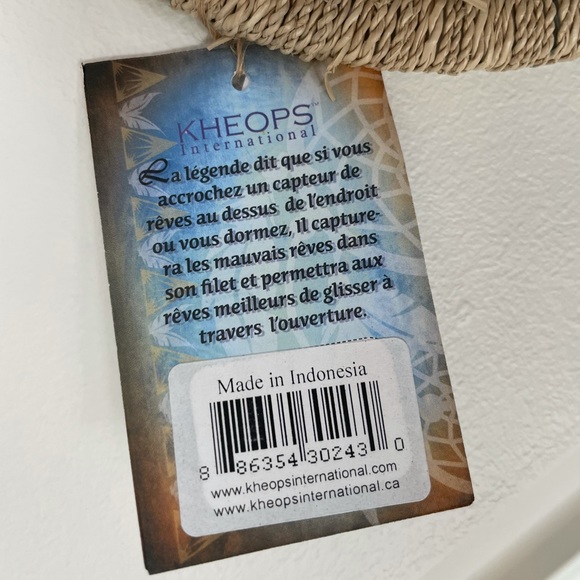 KHEOPS™
International
La légende dit que si vous
accrochez un capteur de
rêves au dessus de l'endroit
ou vous dormez, Il capture-
ra les mauvais rêves dans
son filet et permettra aux
rêves meilleurs de glisser à
travers l'ouverture.
Made in Indonesia
8 86354 30243 0
www.kheopsinternational.com
www.kheopsinternational.ca